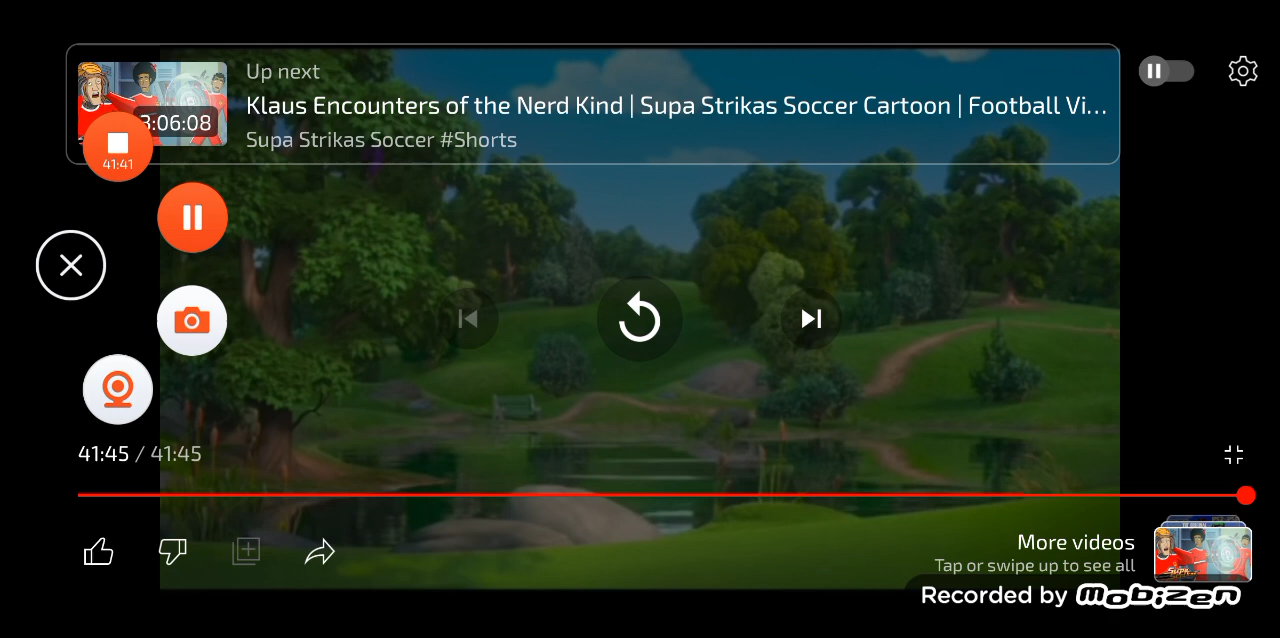 Up next
Klaus Encounters of the Nerd Kind | Supa Strikas Soccer Cartoon | Football Vi...
3:06:08
Supa Strikas Soccer #Shorts
41:41
41:45 / 41:45
More videos
Tap or swipe up to see all
Recorded by mobizen